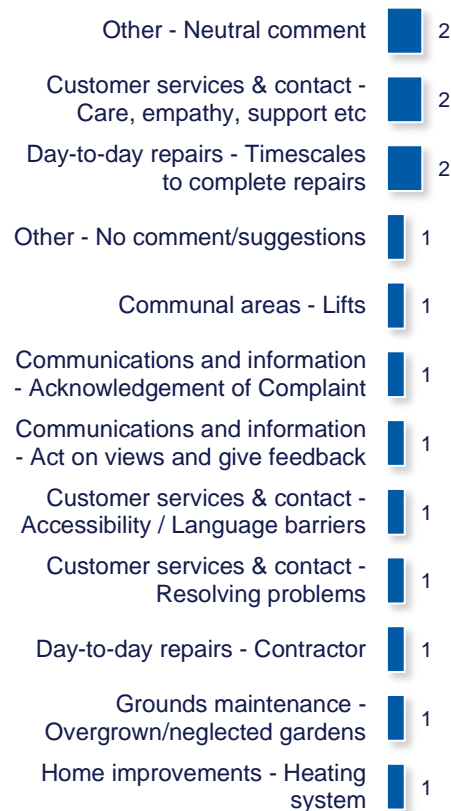 Other - Neutral comment 2
Customer services & contact -
Care, empathy, support etc 2
Day-to-day repairs - Timescales
to complete repairs 2
Other - No comment/suggestions 1
Communal areas - Lifts 1
Communications and information
- Acknowledgement of Complaint 1
Communications and information
- Act on views and give feedback 1
Customer services & contact -
Accessibility / Language barriers 1
Customer services & contact -
Resolving problems 1
Day-to-day repairs - Contractor 1
Grounds maintenance -
Overgrown/neglected gardens 1
Home improvements - Heating
system 1